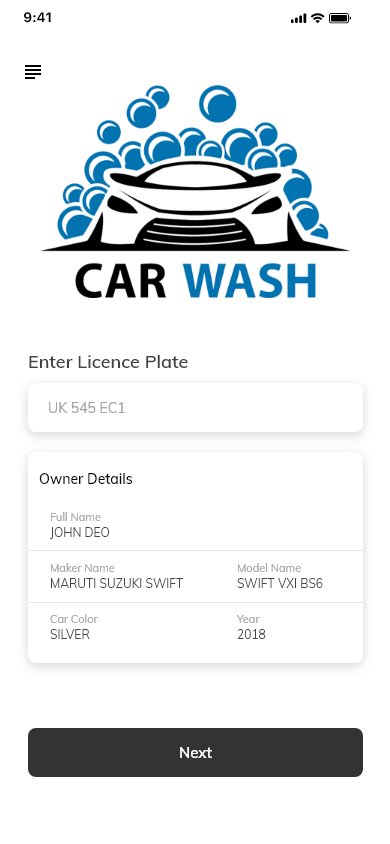 9:41
CAR WASH
Enter Licence Plate
UK 545 EC1
Owner Details
Full Name
JOHN DEO
Maker Name Model Name
MARUTI SUZUKI SWIFT SWIFT VXI BS6
Car Color Year
SILVER 2018
Next